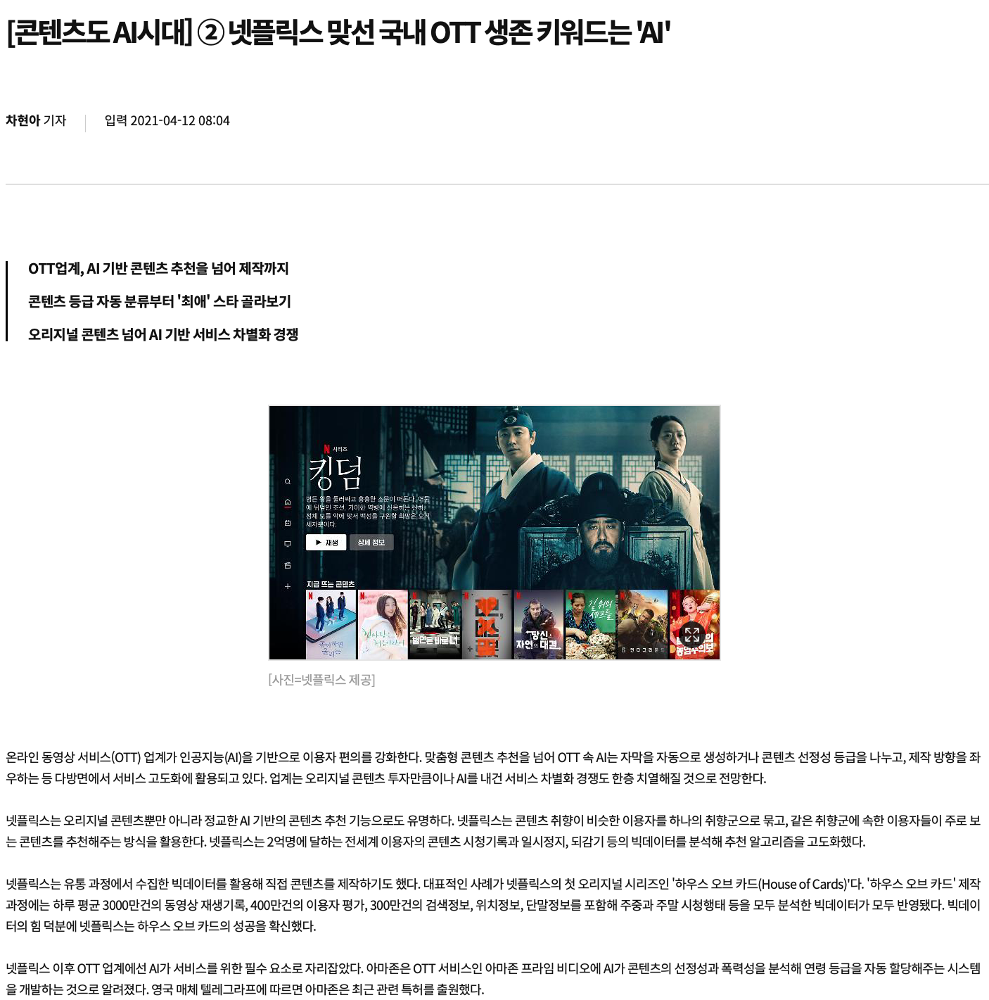 [콘텐츠도 AI시대] ② 넷플릭스 맞선 국내 OTT 생존 키워드는 'AI'
차현아 기자
입력 2021-04-12 08:04
OTT업계, AI 기반 콘텐츠 추천을 넘어 제작까지
콘텐츠 등급 자동 분류부터 '최애' 스타 골라보기
오리지널 콘텐츠 넘어 AI 기반 서비스 차별화 경쟁
N 시리즈
킹덤
병든 왕을 둘러싸고 흉흉한 소문이 떠돈다. 어둠
에 뒤덮인 조선, 기이한 역병에 신음하는 산하.
정체 모를 악에 맞서 백성을 구원할 희망은 오직
세자뿐이다.
재생
상세 정보
지금 뜨는 콘텐츠
좋아하면
울리는
첫사랑은
처음이라서
범인은 바로 너
당신과
자연의 대결
길 위의
셰프들
6 언더그라운드
농염주의보
[사진=넷플릭스 제공]
온라인 동영상 서비스(OTT) 업계가 인공지능(AI)을 기반으로 이용자 편의를 강화한다. 맞춤형 콘텐츠 추천을 넘어 OTT 속 AI는 자막을 자동으로 생성하거나 콘텐츠 선정성 등급을 나누고, 제작 방향을 좌
우하는 등 다방면에서 서비스 고도화에 활용되고 있다. 업계는 오리지널 콘텐츠 투자만큼이나 AI를 내건 서비스 차별화 경쟁도 한층 치열해질 것으로 전망한다.
넷플릭스는 오리지널 콘텐츠뿐만 아니라 정교한 AI 기반의 콘텐츠 추천 기능으로도 유명하다. 넷플릭스는 콘텐츠 취향이 비슷한 이용자를 하나의 취향군으로 묶고, 같은 취향군에 속한 이용자들이 주로 보
는 콘텐츠를 추천해주는 방식을 활용한다. 넷플릭스는 2억명에 달하는 전세계 이용자의 콘텐츠 시청기록과 일시정지, 되감기 등의 빅데이터를 분석해 추천 알고리즘을 고도화했다.
넷플릭스는 유통 과정에서 수집한 빅데이터를 활용해 직접 콘텐츠를 제작하기도 했다. 대표적인 사례가 넷플릭스의 첫 오리지널 시리즈인 '하우스 오브 카드(House of Cards)'다. '하우스 오브 카드' 제작
과정에는 하루 평균 3000만건의 동영상 재생기록, 400만건의 이용자 평가, 300만건의 검색정보, 위치정보, 단말정보를 포함해 주중과 주말 시청행태 등을 모두 분석한 빅데이터가 모두 반영됐다. 빅데이
터의 힘 덕분에 넷플릭스는 하우스 오브 카드의 성공을 확신했다.
넷플릭스 이후 OTT 업계에선 AI가 서비스를 위한 필수 요소로 자리잡았다. 아마존은 OTT 서비스인 아마존 프라임 비디오에 AI가 콘텐츠의 선정성과 폭력성을 분석해 연령 등급을 자동 할당해주는 시스템
을 개발하는 것으로 알려졌다. 영국 매체 텔레그라프에 따르면 아마존은 최근 관련 특허를 출원했다.